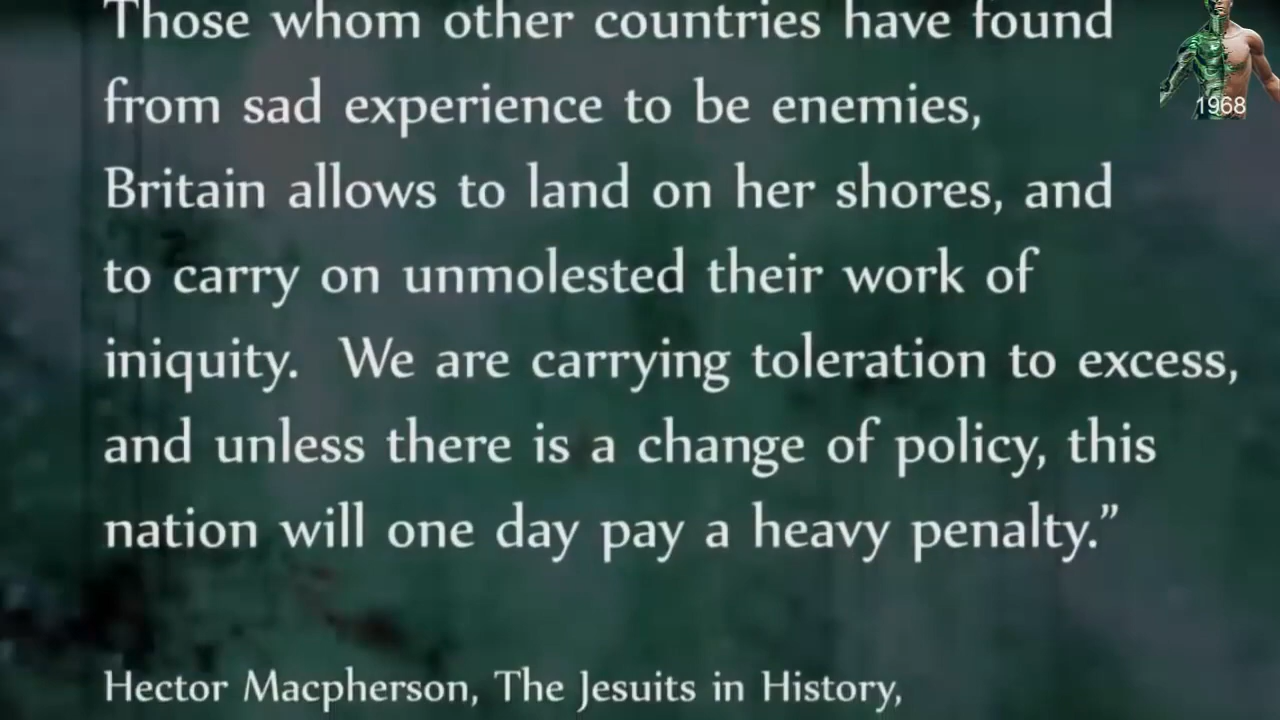 Those whom other countries have found
from sad experience to be enemies,
Britain allows to land on her shores, and
to carry on unmolested their work of
iniquity. We are carrying toleration to excess,
and unless there is a change of policy, this
nation will one day pay a heavy penalty.”
Hector Macpherson, The Jesuits in History,
1968